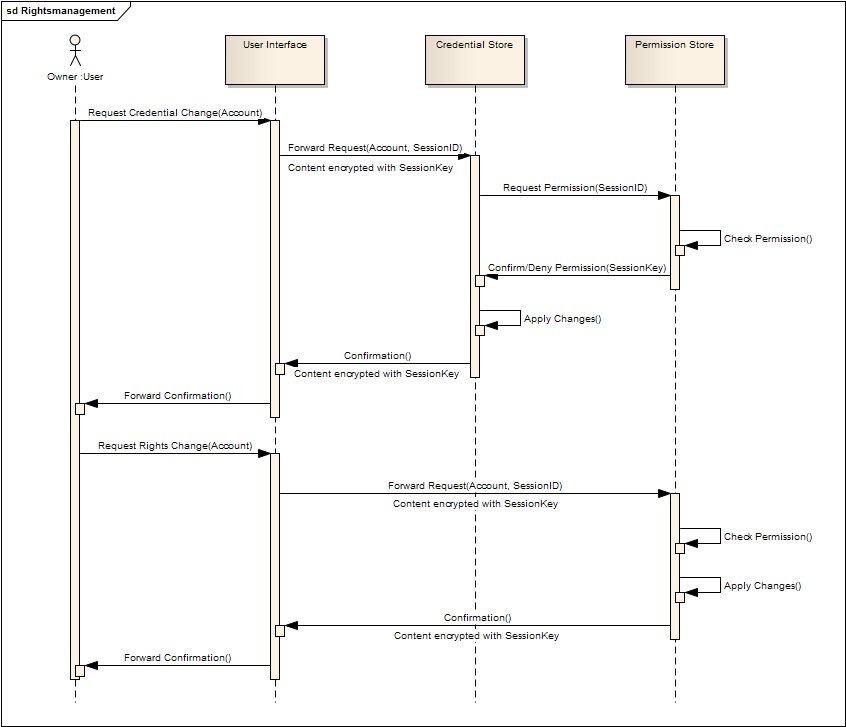 sd Rightsmanagement
User Interface
Credential Store
Permission Store
Owner :User
Request Credential Change(Account)
Forward Request(Account, SessionID)
Content encrypted with SessionKey
Request Permission(SessionID)
Check Permission()
Confirm/Deny Permission(SessionKey)
Apply Changes()
Confirmation()
Content encrypted with SessionKey
Forward Confirmation()
Request Rights Change(Account)
Forward Request(Account, SessionID)
Content encrypted with SessionKey
Check Permission()
Apply Changes()
Confirmation()
Content encrypted with SessionKey
Forward Confirmation()